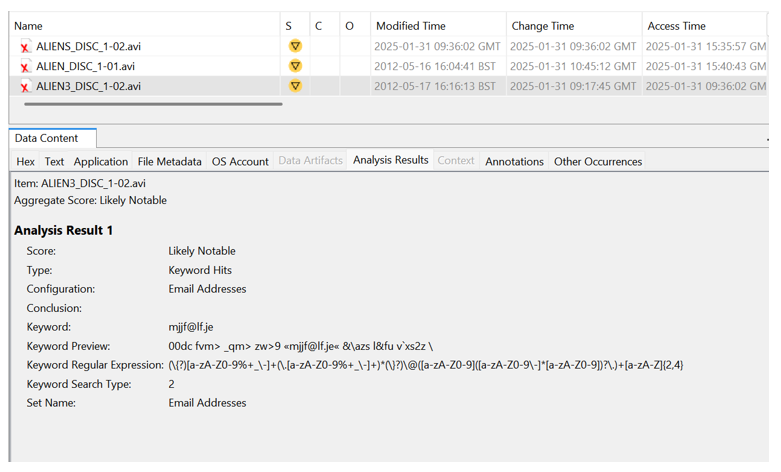 Name S C O Modified Time Change Time Access Time
ALIENS_DISC_1-02.avi 2025-01-31 09:36:02 GMT 2025-01-31 09:36:02 GMT 2025-01-31 15:35:57 GM
ALIEN_DISC_1-01.avi 2012-05-16 16:04:41 BST 2025-01-31 10:45:12 GMT 2025-01-31 15:40:43 GM
ALIEN3_DISC_1-02.avi 2012-05-17 16:16:13 BST 2025-01-31 09:17:45 GMT 2025-01-31 09:36:02 GM
Data Content
Hex Text Application File Metadata OS Account Data Artifacts Analysis Results Context Annotations Other Occurrences
Item: ALIEN3_DISC_1-02.avi
Aggregate Score: Likely Notable
Analysis Result 1
Score: Likely Notable
Type: Keyword Hits
Configuration: Email Addresses
Conclusion:
Keyword: mjjf@lf.je
Keyword Preview: 00dc fvm> _qm> zw>9 «mjjf@lf.je« &\azs l&fu v`xs2z \
Keyword Regular Expression: (\{?)[a-zA-Z0-9%+_\-]+(\.[a-zA-Z0-9%+_\-]+)*(\}?)\@([a-zA-Z0-9]([a-zA-Z0-9\-]*[a-zA-Z0-9])?\.)+[a-zA-Z]{2,4}
Keyword Search Type: 2
Set Name: Email Addresses